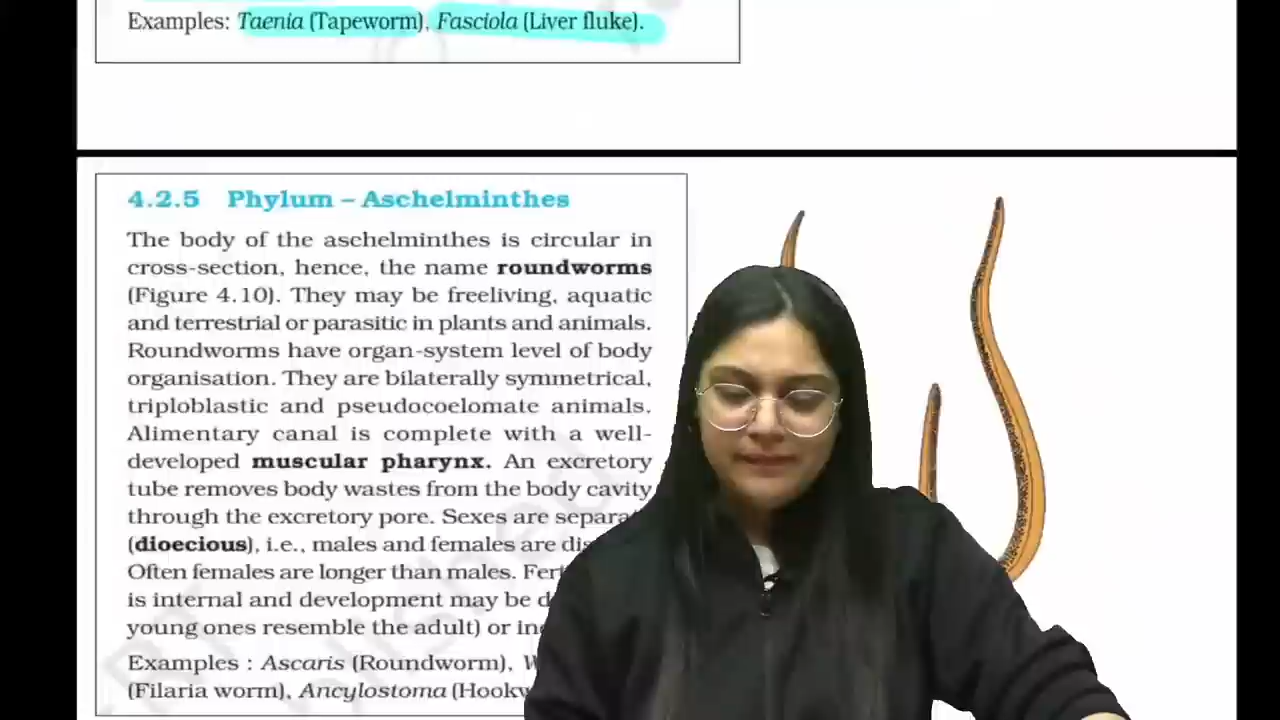 Examples: Taenia (Tapeworm), Fasciola (Liver fluke).
4.2.5 Phylum – Aschelminthes
The body of the aschelminthes is circular in
cross-section, hence, the name roundworms
(Figure 4.10). They may be freeliving, aquatic
and terrestrial or parasitic in plants and animals.
Roundworms have organ-system level of body
organisation. They are bilaterally symmetrical,
triploblastic and pseudocoelomate animals.
Alimentary canal is complete with a well-
developed muscular pharynx. An excretory
tube removes body wastes from the body cavity
through the excretory pore. Sexes are
(dioecious), i.e., males and females are
Often females are longer than males.
is internal and development may be
young ones resemble the adult) or
Examples : Ascaris (Roundworm),
(Filaria worm), Ancylostoma